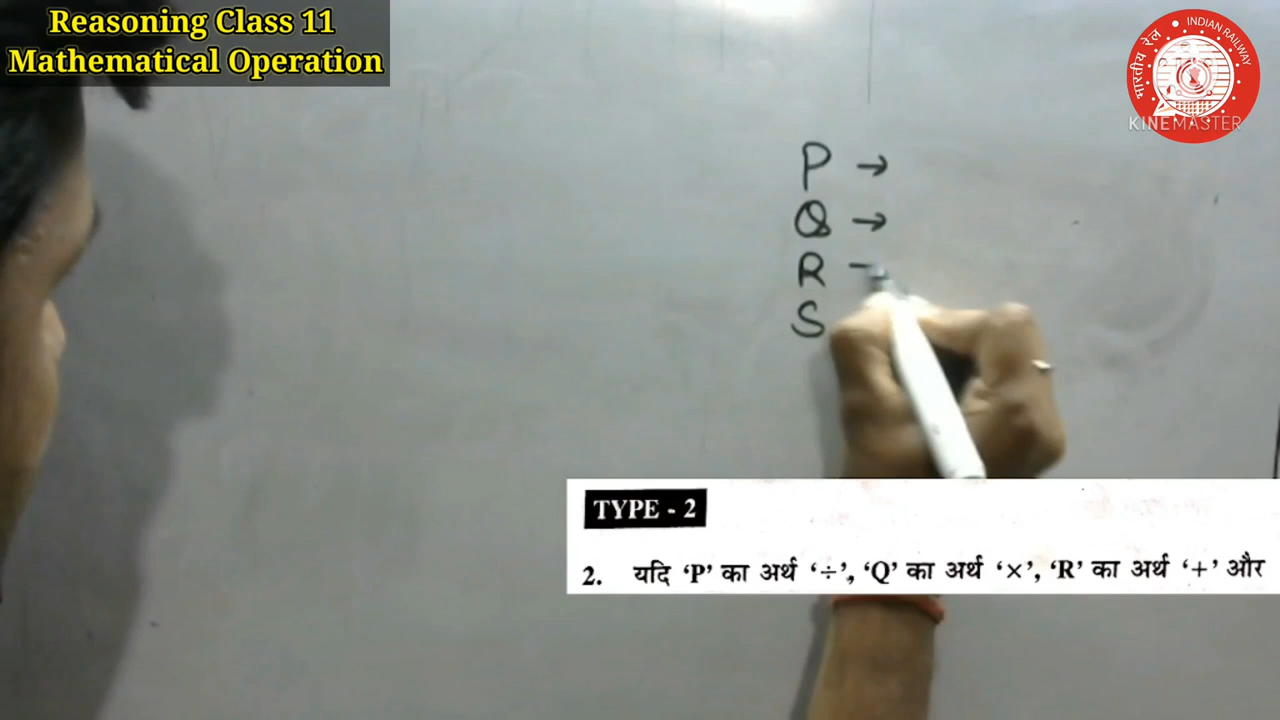 Reasoning Class 11
Mathematical Operation
भारतीय रेल • INDIAN RAILWAY
KINEMASTER
P →
Q →
R –
S
TYPE - 2
2. यदि ‘P’ का अर्थ ‘÷’, ‘Q’ का अर्थ ‘×’, ‘R’ का अर्थ ‘+’ और